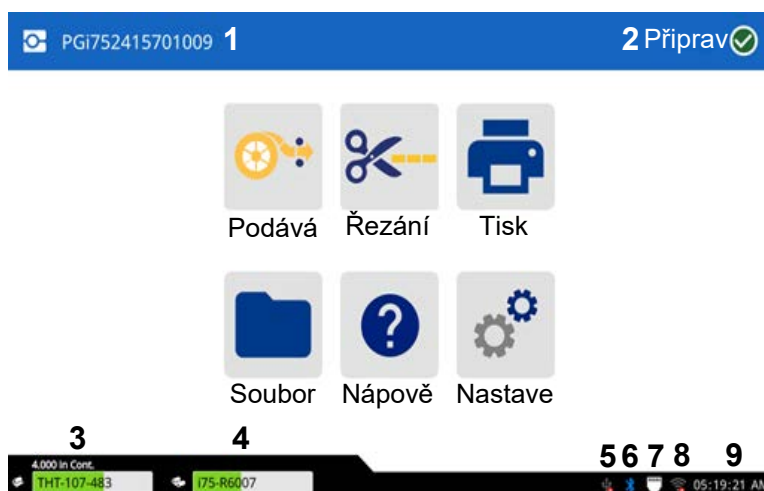 PGi752415701009 1 2 Připrav
Podává Řezání Tisk
Soubor Nápově Nastave
3 4 5 6 7 8 9
4.000 in Cont.
THT-107-483 i75-R6007 05:19:21 AM